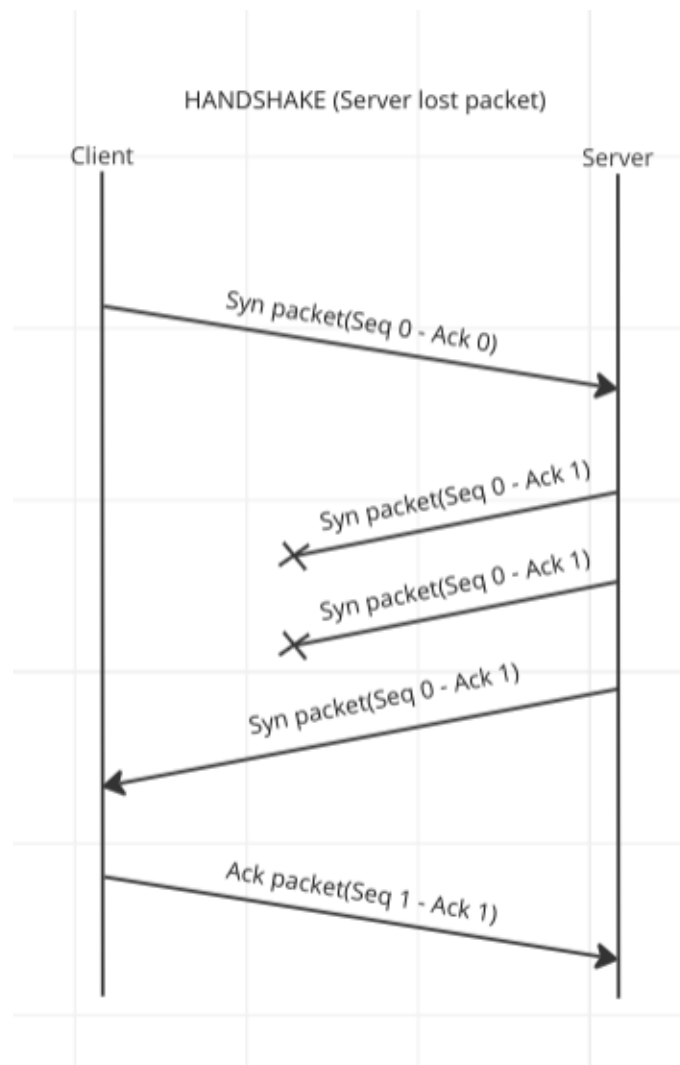 HANDSHAKE (Server lost packet)
Client
Server
Syn packet(Seq 0 - Ack 0)
Syn packet(Seq 0 - Ack 1)
Syn packet(Seq 0 - Ack 1)
Syn packet(Seq 0 - Ack 1)
Ack packet(Seq 1 - Ack 1)